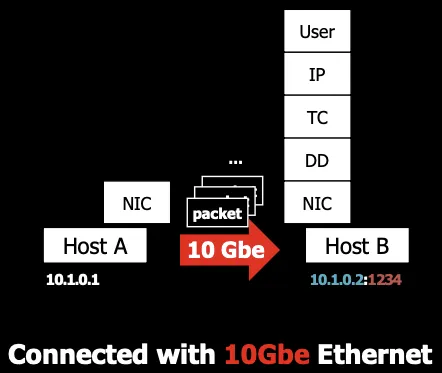 User
IP
TC
DD
NIC
NIC
...
packet
10 Gbe
Host A
Host B
10.1.0.1
10.1.0.2:1234
Connected with 10Gbe Ethernet